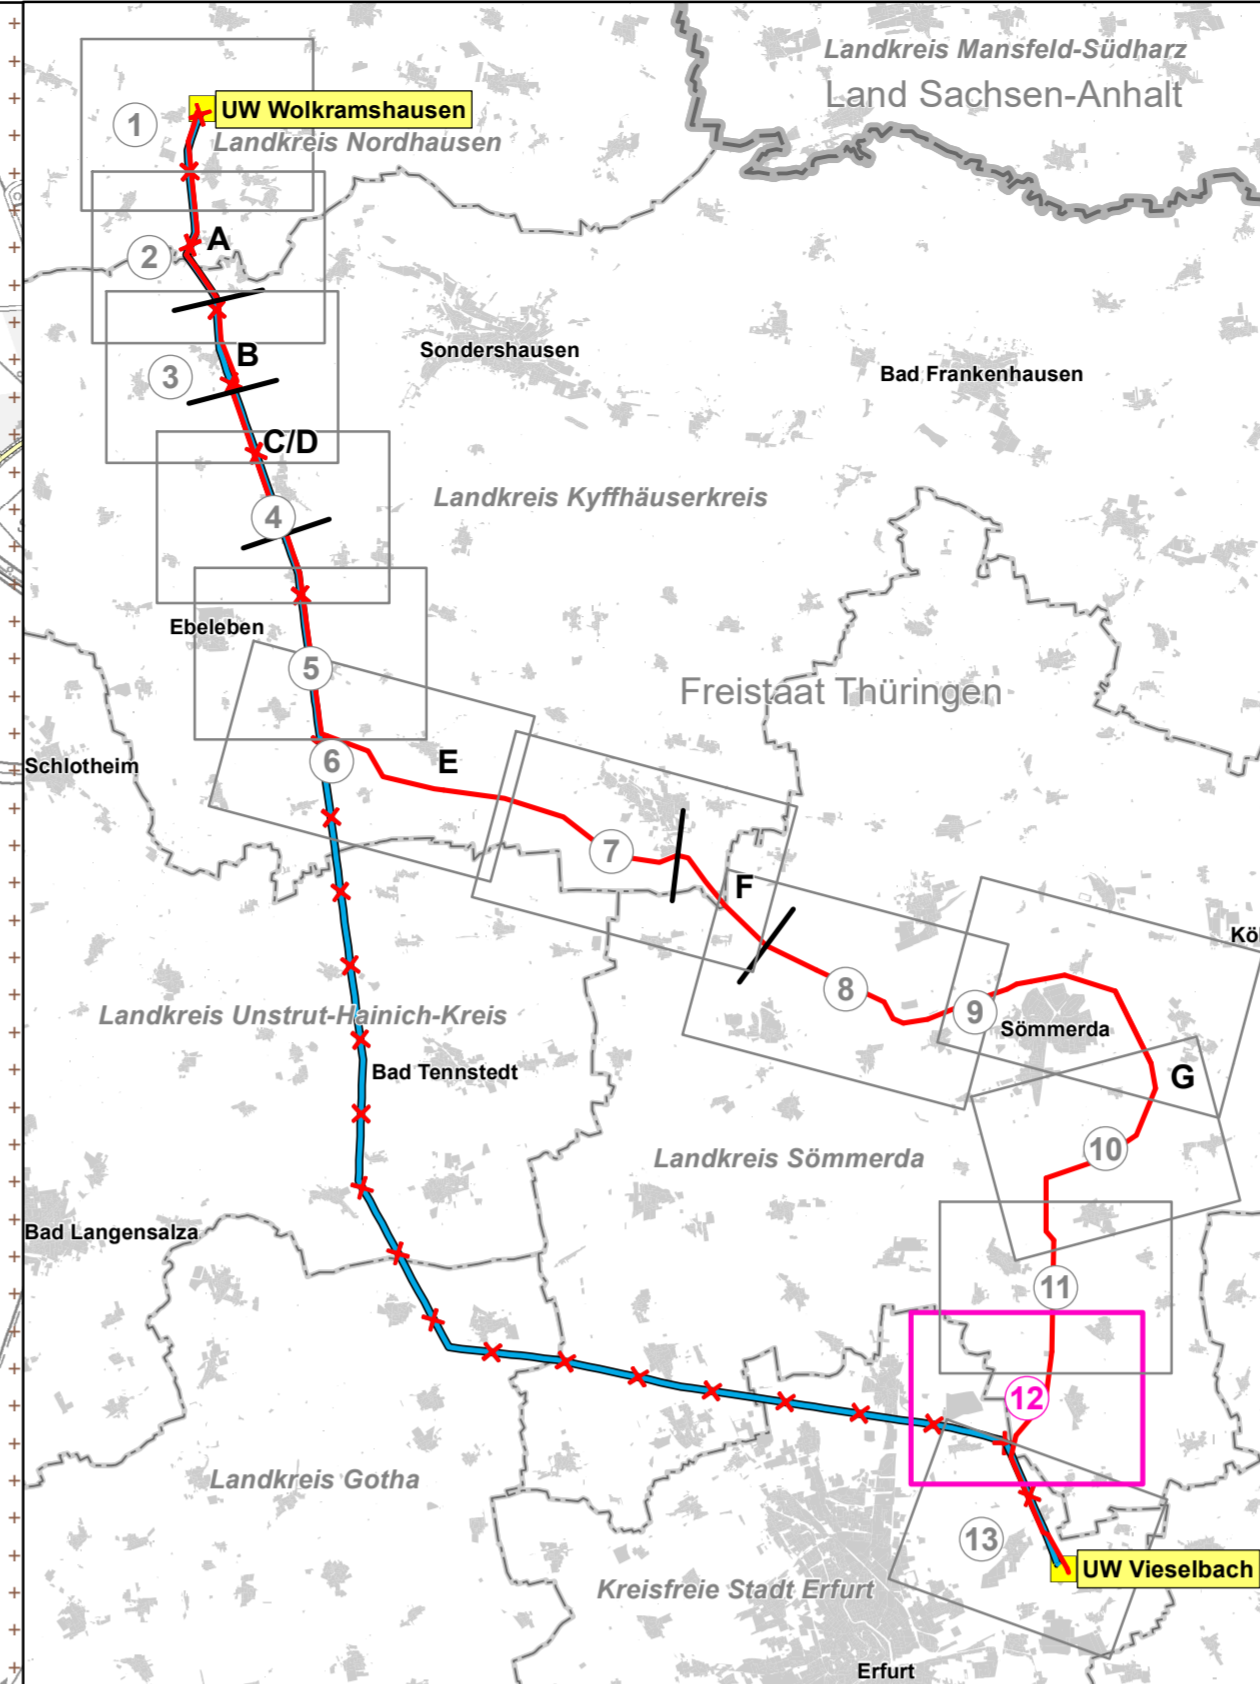 Landkreis Mansfeld-Südharz
Land Sachsen-Anhalt
UW Wolkramshausen
1
Landkreis Nordhausen
A
2
Sondershausen
B
3
Bad Frankenhausen
C/D
Landkreis Kyffhäuserkreis
4
Ebeleben
5
Freistaat Thüringen
Schlotheim
6
E
7
F
Kö
8
9
Sömmerda
Landkreis Unstrut-Hainich-Kreis
Bad Tennstedt
G
10
Landkreis Sömmerda
Bad Langensalza
11
12
Landkreis Gotha
13
UW Vieselbach
Kreisfreie Stadt Erfurt
Erfurt